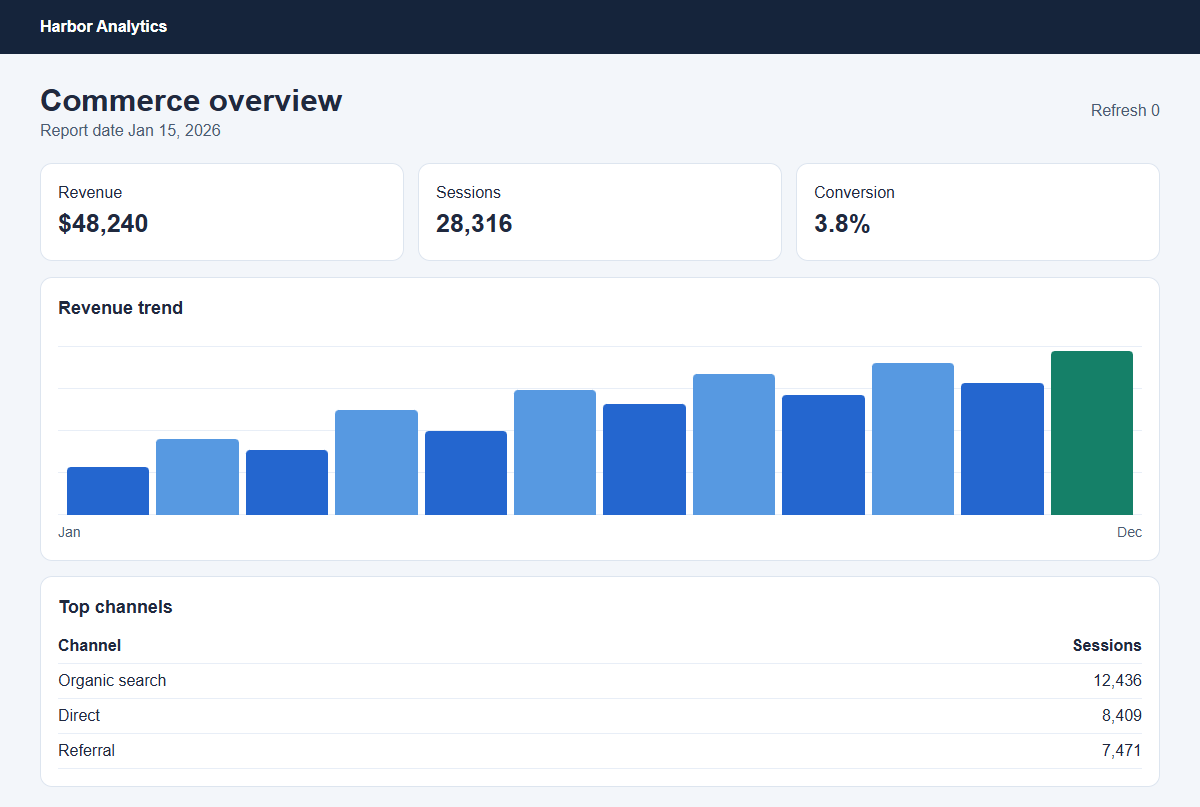 Harbor Analytics
Commerce overview
Report date Jan 15, 2026
Refresh 0
Revenue
$48,240
Sessions
28,316
Conversion
3.8%
Revenue trend
Jan
Dec
Top channels
Channel Sessions
Organic search 12,436
Direct 8,409
Referral 7,471